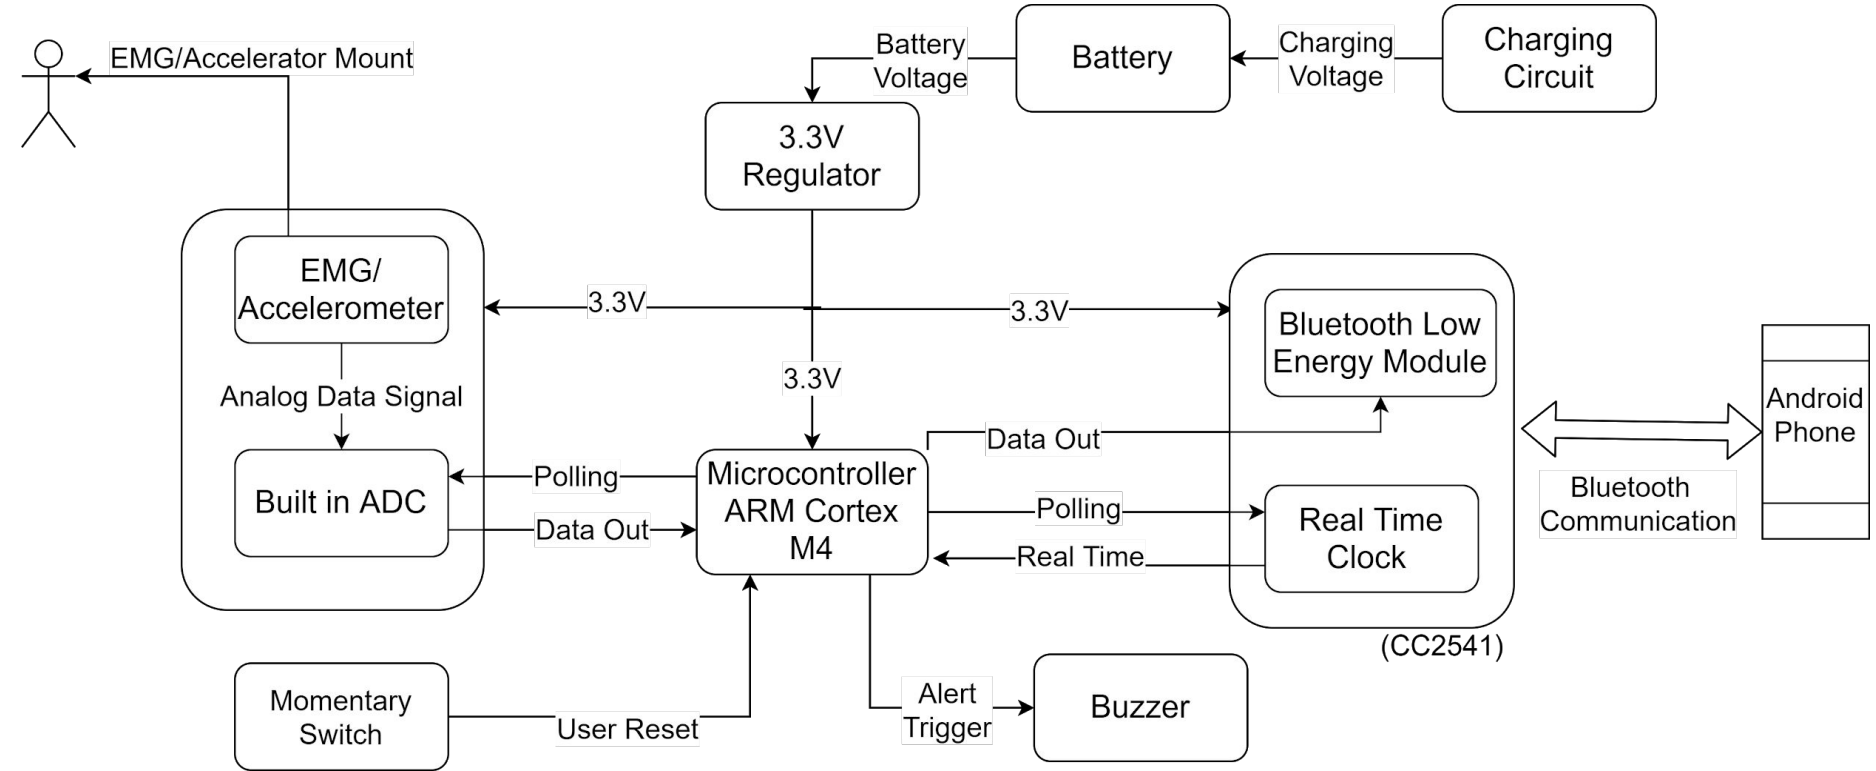 EMG/Accelerator Mount
Battery
Voltage
Battery
Charging
Voltage
Charging
Circuit
3.3V
Regulator
EMG/
Accelerometer
3.3V
3.3V
Bluetooth Low
Energy Module
3.3V
Analog Data Signal
Android
Phone
Data Out
Built in ADC
Polling
Data Out
Microcontroller
ARM Cortex
M4
Polling
Real Time
Real Time
Clock
Bluetooth
Communication
(CC2541)
Momentary
Switch
User Reset
Alert
Trigger
Buzzer